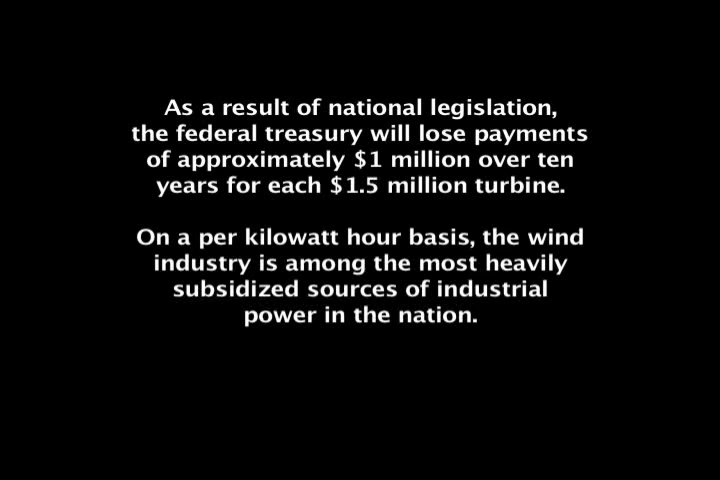 As a result of national legislation,
the federal treasury will lose payments
of approximately $1 million over ten
years for each $1.5 million turbine.
On a per kilowatt hour basis, the wind
industry is among the most heavily
subsidized sources of industrial
power in the nation.